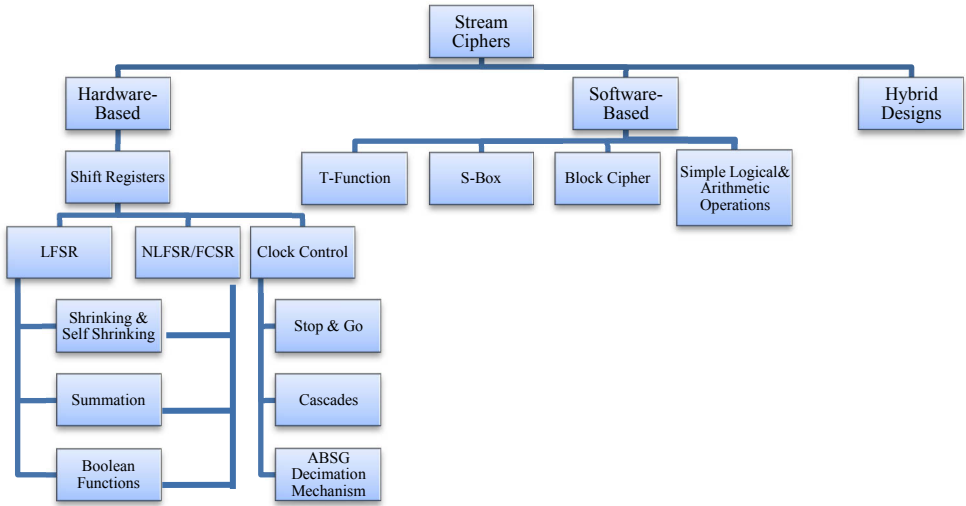 Stream
Ciphers
Hardware-
Based
Software-
Based
Hybrid
Designs
Shift Registers
T-Function
S-Box
Block Cipher
Simple Logical&
Arithmetic
Operations
LFSR
NLFSR/FCSR
Clock Control
Shrinking &
Self Shrinking
Stop & Go
Summation
Cascades
Boolean
Functions
ABSG
Decimation
Mechanism